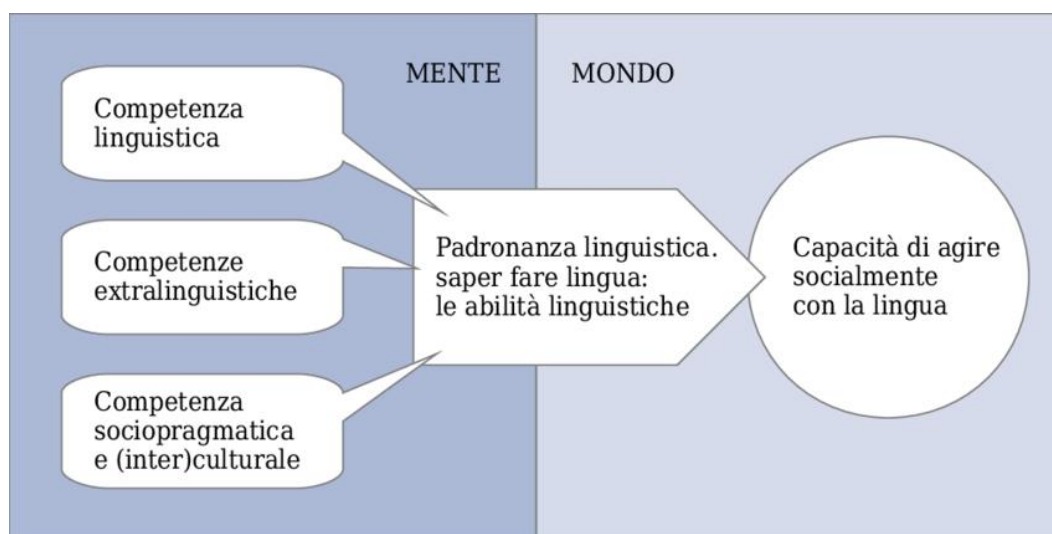 MENTE
MONDO
Competenza
linguistica
Competenze
extralinguistiche
Competenza
sociopragmatica
e (inter)culturale
Padronanza linguistica.
saper fare lingua:
le abilità linguistiche
Capacità di agire
socialmente
con la lingua